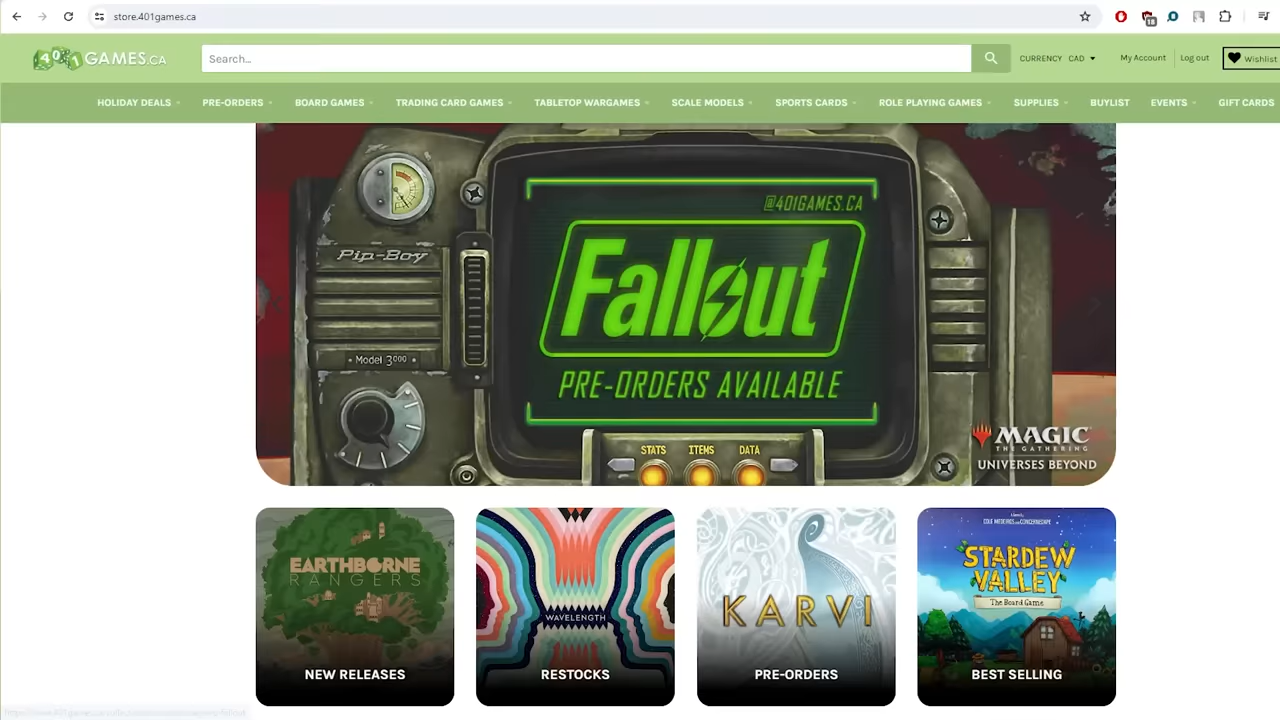 store.401games.ca
18
401GAMES.CA
Search...
CURRENCY CAD
My Account
Log out
Wishlist
HOLIDAY DEALS
PRE-ORDERS
BOARD GAMES
TRADING CARD GAMES
TABLETOP WARGAMES
SCALE MODELS
SPORTS CARDS
ROLE PLAYING GAMES
SUPPLIES
BUYLIST
EVENTS
GIFT CARDS
@401GAMES.CA
Pip-Boy
Fallout
• Model 3000 •
PRE-ORDERS AVAILABLE
STATS
ITEMS
DATA
MAGIC
THE GATHERING
UNIVERSES BEYOND
EARTHBORNE
RANGERS
NEW RELEASES
WAVELENGTH
RESTOCKS
KARVI
PRE-ORDERS
STARDEW
VALLEY
The Board Game
BEST SELLING